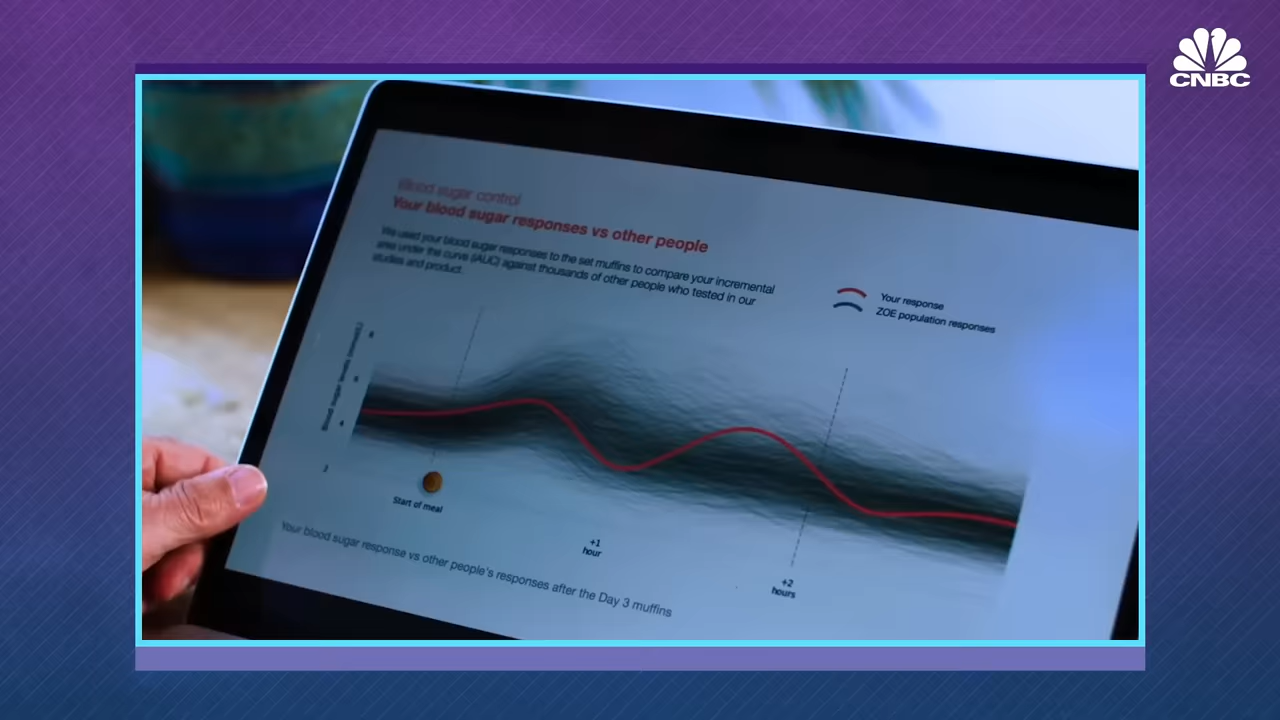 CNBC
Blood sugar control
Your blood sugar responses vs other people
We used your blood sugar responses to the set muffins to compare your incremental
area under the curve (iAUC) against thousands of other people who tested in our
studies and product.
Your response
ZOE population responses
Blood sugar levels
Start of meal
+1
hour
+2
hours
Your blood sugar response vs other people's responses after the Day 3 muffins